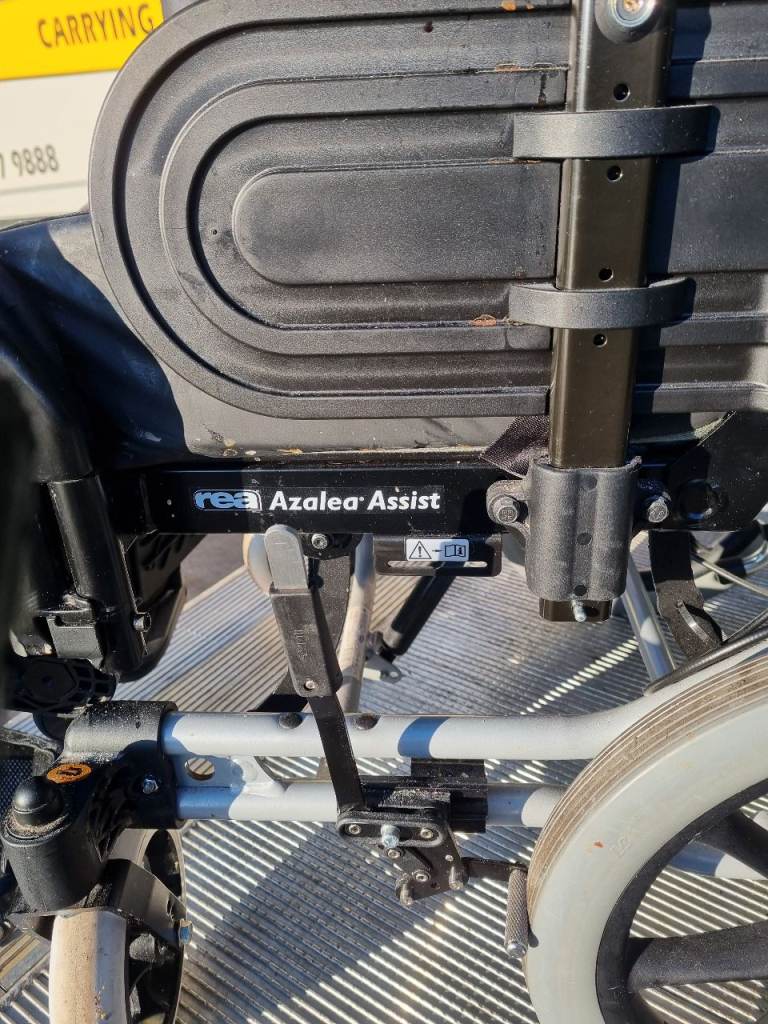 CARRYING
9888
rea Azalea Assist